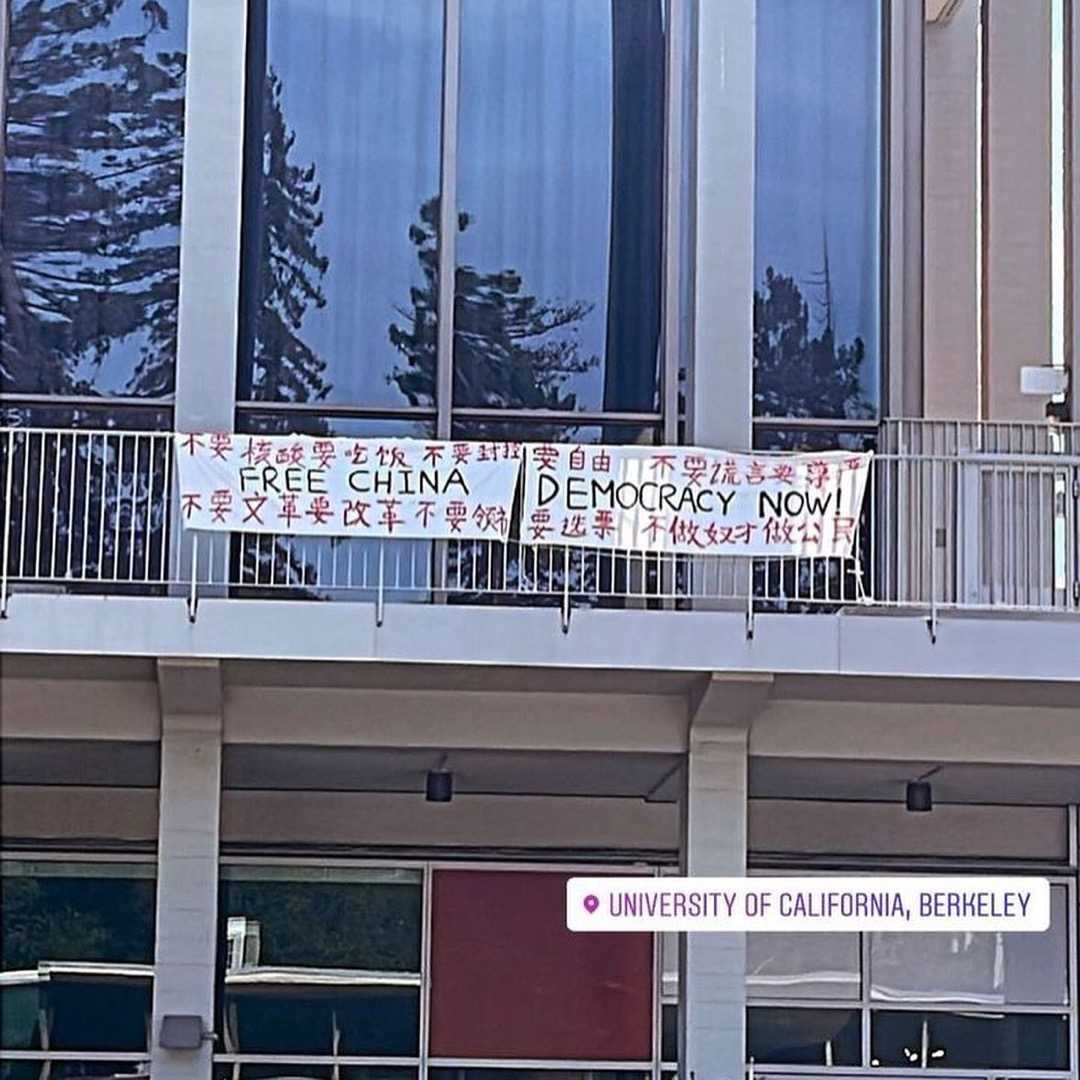 不要核酸要吃饭 不要封控要自由 不要谎言要尊严
FREE CHINA DEMOCRACY NOW!
不要文革要改革 不要领袖要选票 不做奴才做公民
UNIVERSITY OF CALIFORNIA, BERKELEY